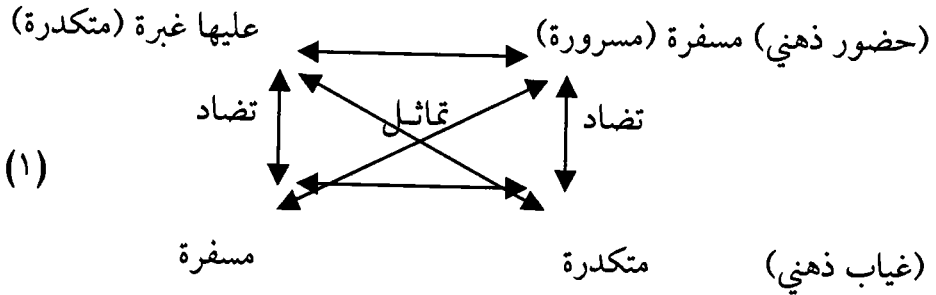 (حضور ذهني) مسفرة (مسرورة) عليها غبرة (متكدرة)
تضاد تماثل تضاد
(١)
(غياب ذهني) متكدرة مسفرة